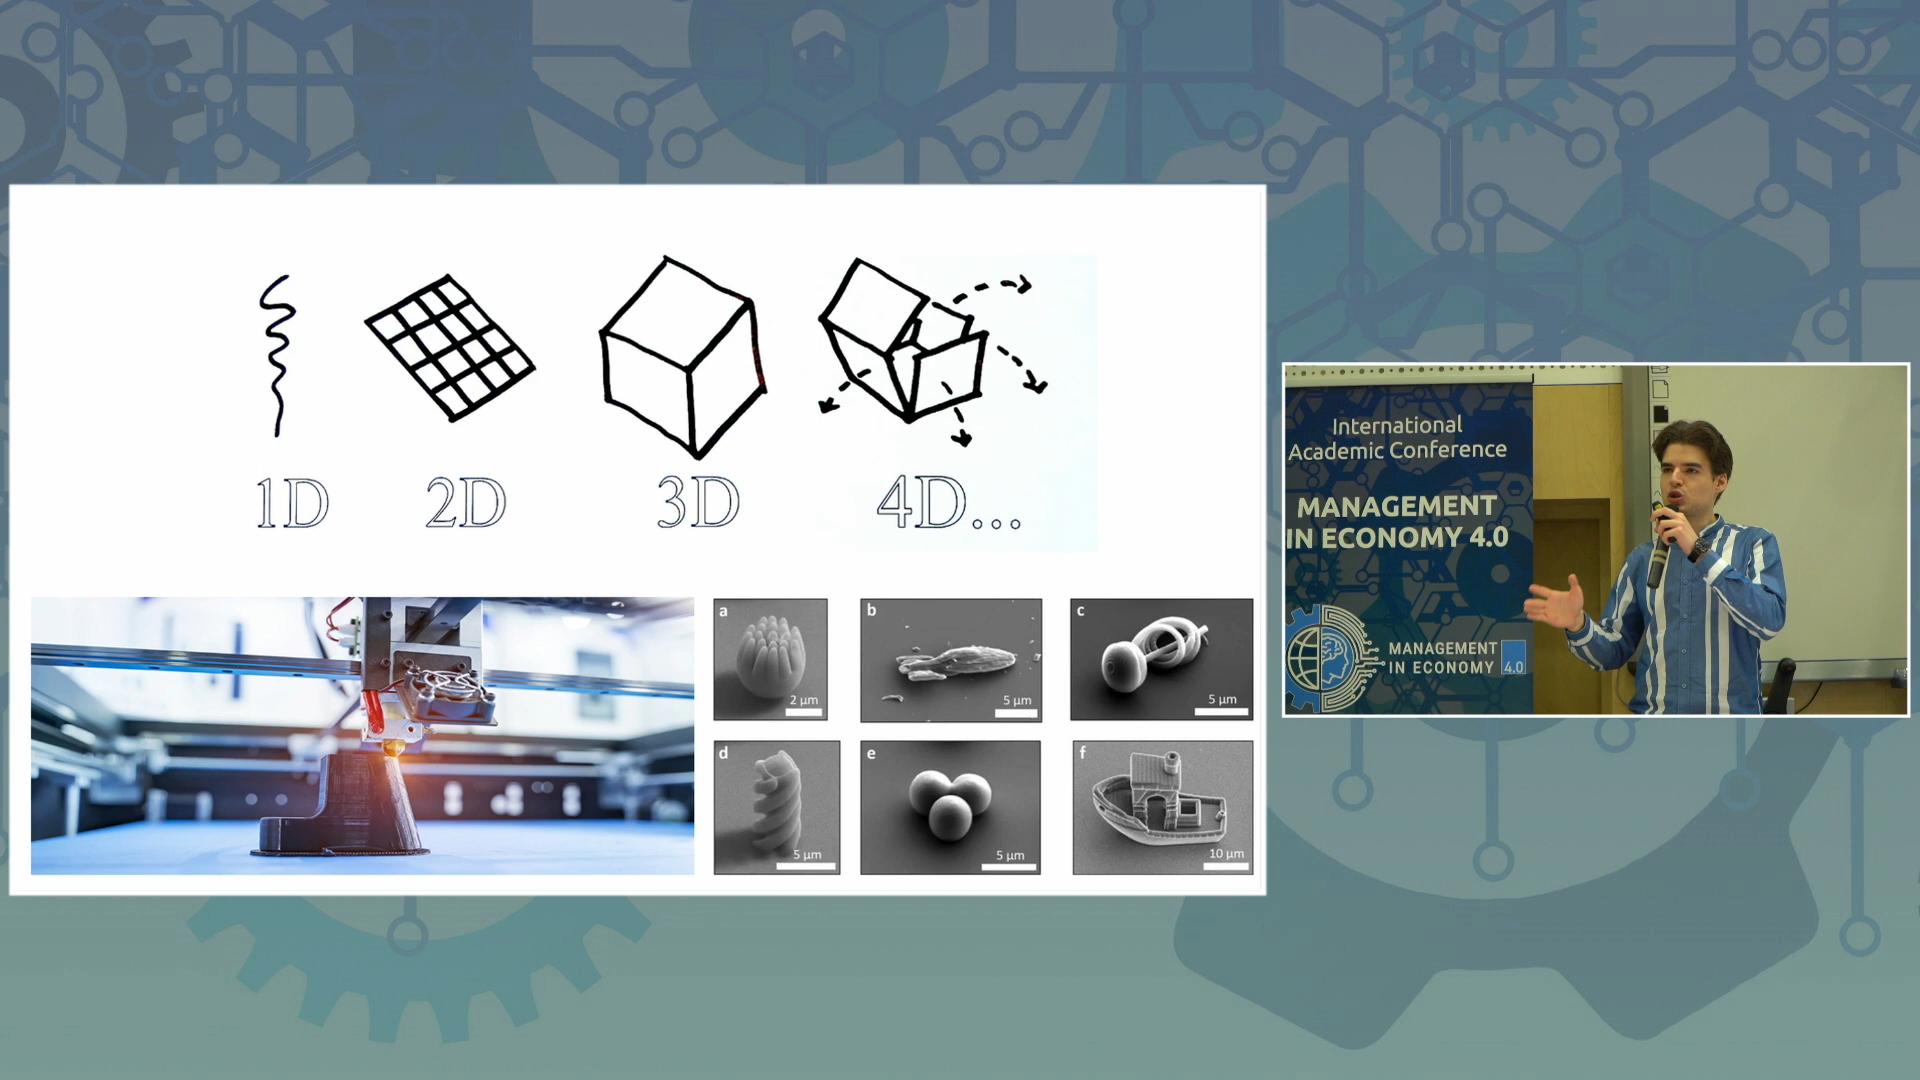 1D 2D 3D 4D...
a
2 μm
b
5 μm
c
5 μm
d
5 μm
e
5 μm
f
10 μm
International
Academic Conference
MANAGEMENT
IN ECONOMY 4.0
MANAGEMENT
IN ECONOMY 4.0